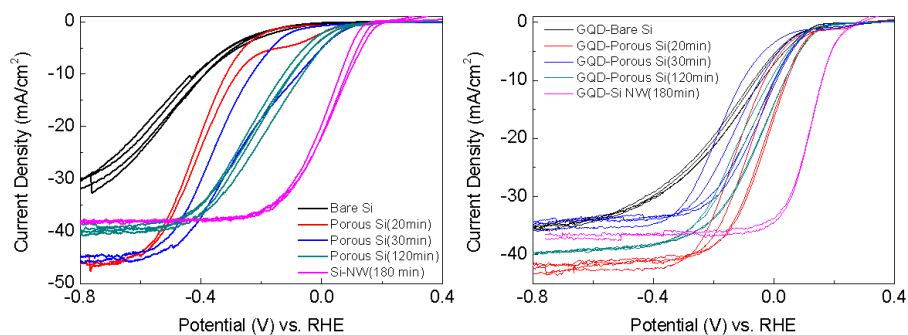 0
-10
-20
-30
-40
-50
Current Density (mA/cm²)
Bare Si
Porous Si(20min)
Porous Si(30min)
Porous Si(120min)
Si-NW(180 min)
-0.8
-0.4
0.0
0.4
Potential (V) vs. RHE
0
-10
-20
-30
-40
Current Density (mA/cm²)
GQD-Bare Si
GQD-Porous Si(20min)
GQD-Porous Si(30min)
GQD-Porous Si(120min)
GQD-Si NW(180min)
-0.8
-0.4
0.0
0.4
Potential (V) vs. RHE